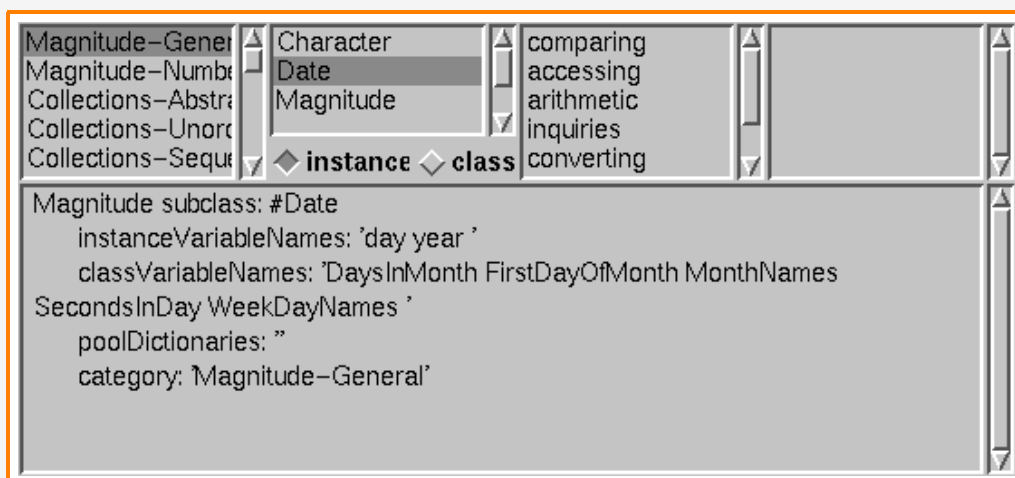 Magnitude–Gener
Magnitude–Numbe
Collections–Abstra
Collections–Unord
Collections–Seque
Character
Date
Magnitude
instance class
comparing
accessing
arithmetic
inquiries
converting
Magnitude subclass: #Date
instanceVariableNames: 'day year '
classVariableNames: 'DaysInMonth FirstDayOfMonth MonthNames
SecondsInDay WeekDayNames '
poolDictionaries: ''
category: 'Magnitude–General'